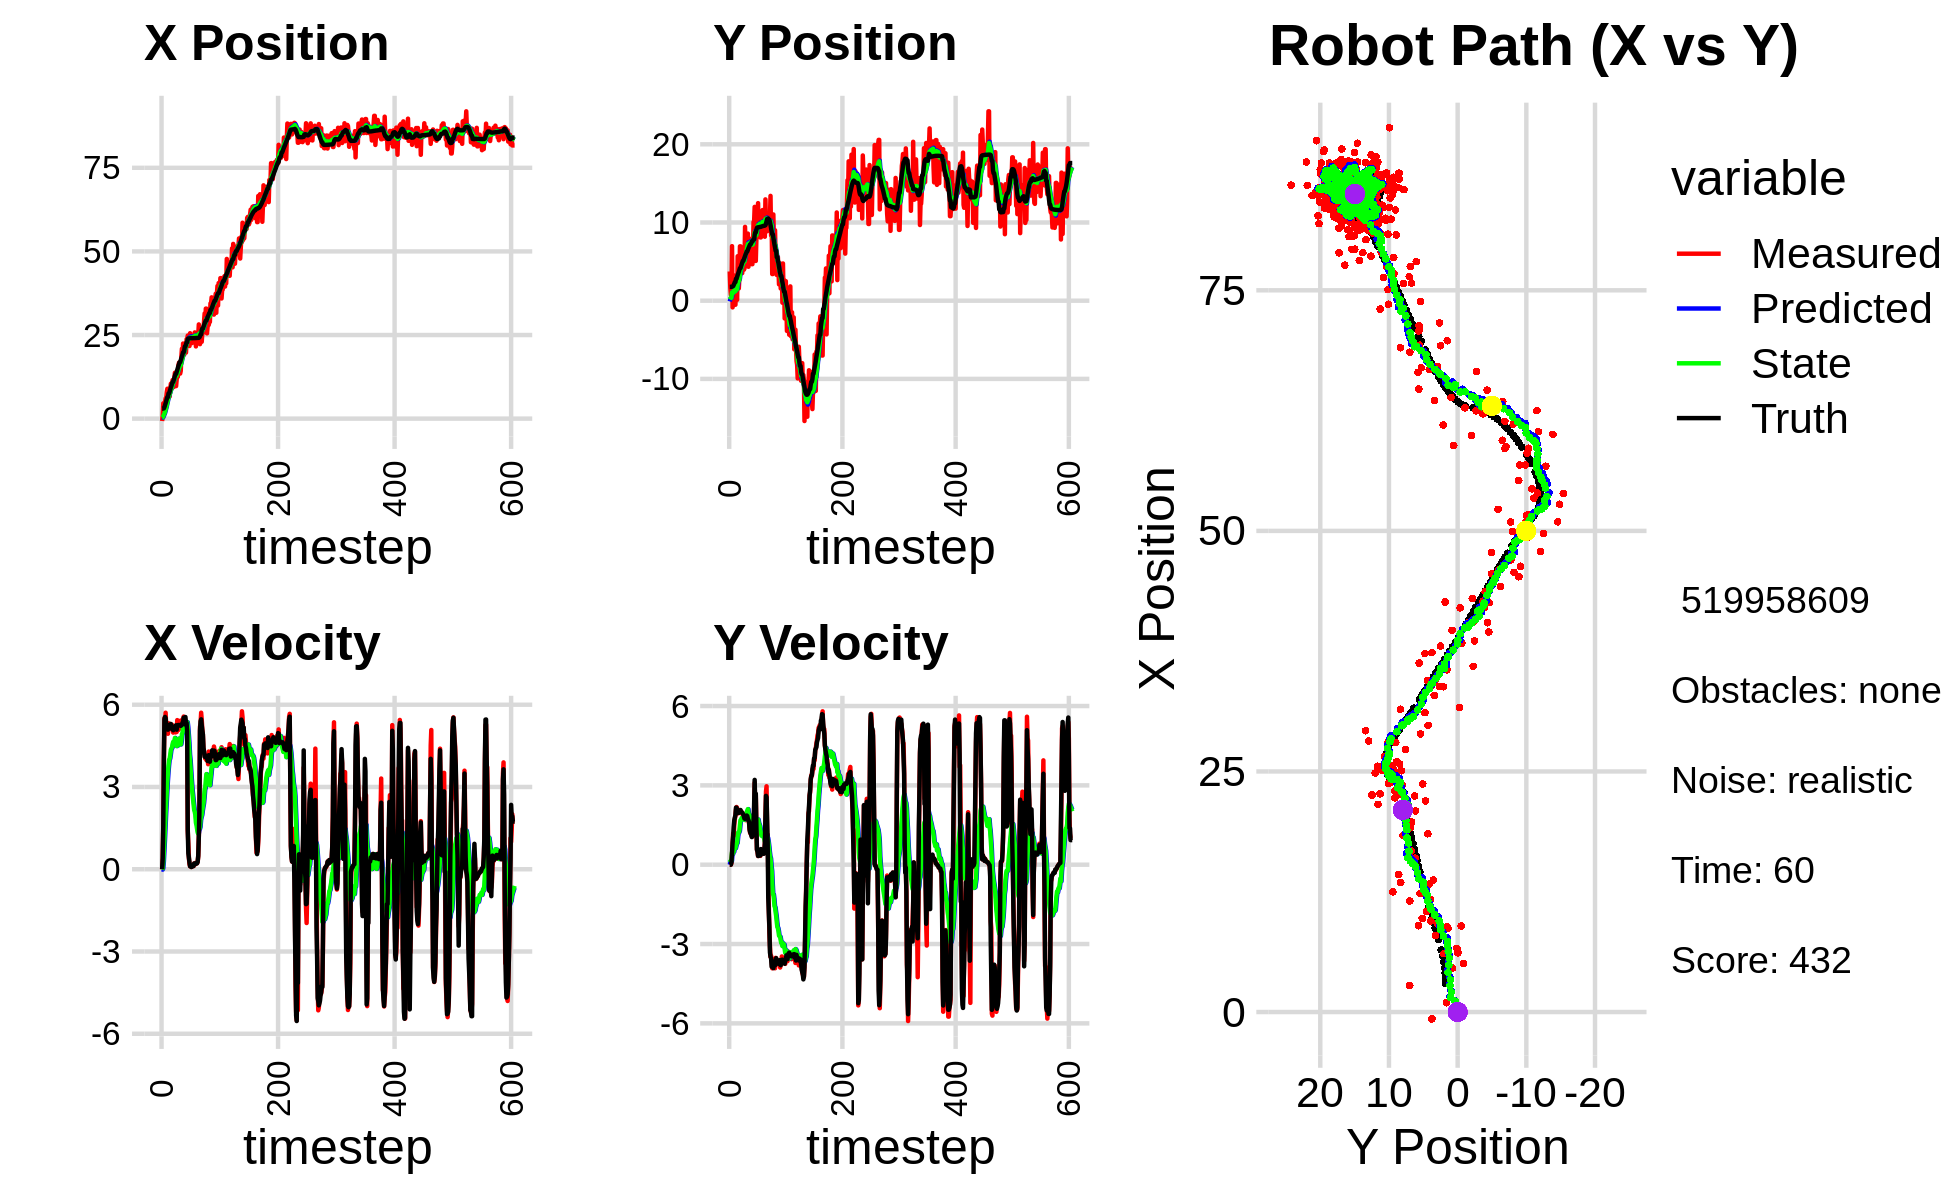 X Position
75
50
25
0
0
200
400
600
timestep
Y Position
20
10
0
-10
0
200
400
600
timestep
X Velocity
6
3
0
-3
-6
0
200
400
600
timestep
Y Velocity
6
3
0
-3
-6
0
200
400
600
timestep
Robot Path (X vs Y)
X Position
75
50
25
0
20 10 0 -10 -20
Y Position
variable
Measured
Predicted
State
Truth
519958609
Obstacles: none
Noise: realistic
Time: 60
Score: 432